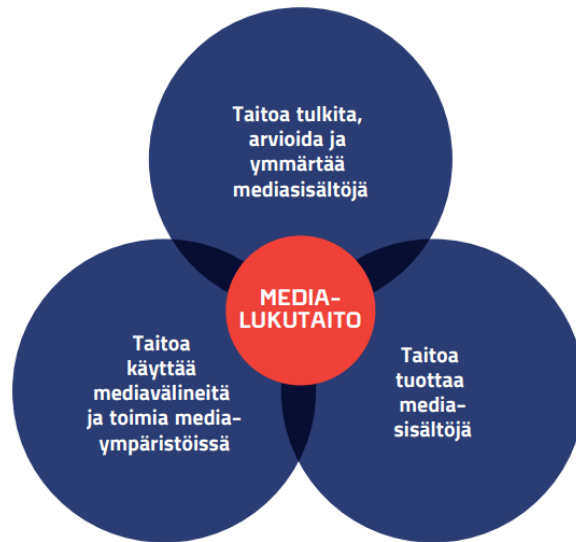 Taitoa tulkita,
arvioida ja
ymmärtää
mediasisältöjä
MEDIA-
LUKUTAITO
Taitoa
käyttää
mediavälineitä
ja toimia media-
ympäristöissä
Taitoa
tuottaa
media-
sisältöjä